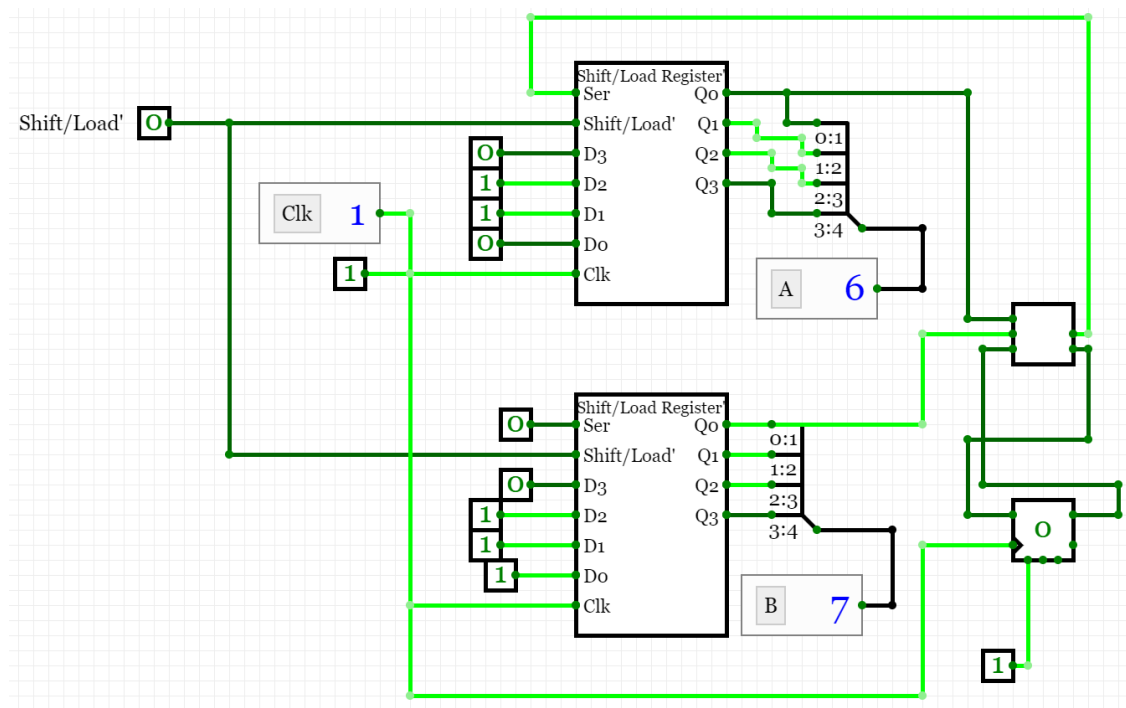 Shift/Load' 0
Clk 1
1
Shift/Load Register'
Ser
Shift/Load'
D3
D2
D1
D0
Clk
Q0
Q1
Q2
Q3
0
1
1
0
0:1
1:2
2:3
3:4
A 6
Shift/Load Register'
Ser
Shift/Load'
D3
D2
D1
D0
Clk
Q0
Q1
Q2
Q3
0
0
1
1
1
0:1
1:2
2:3
3:4
B 7
0
1